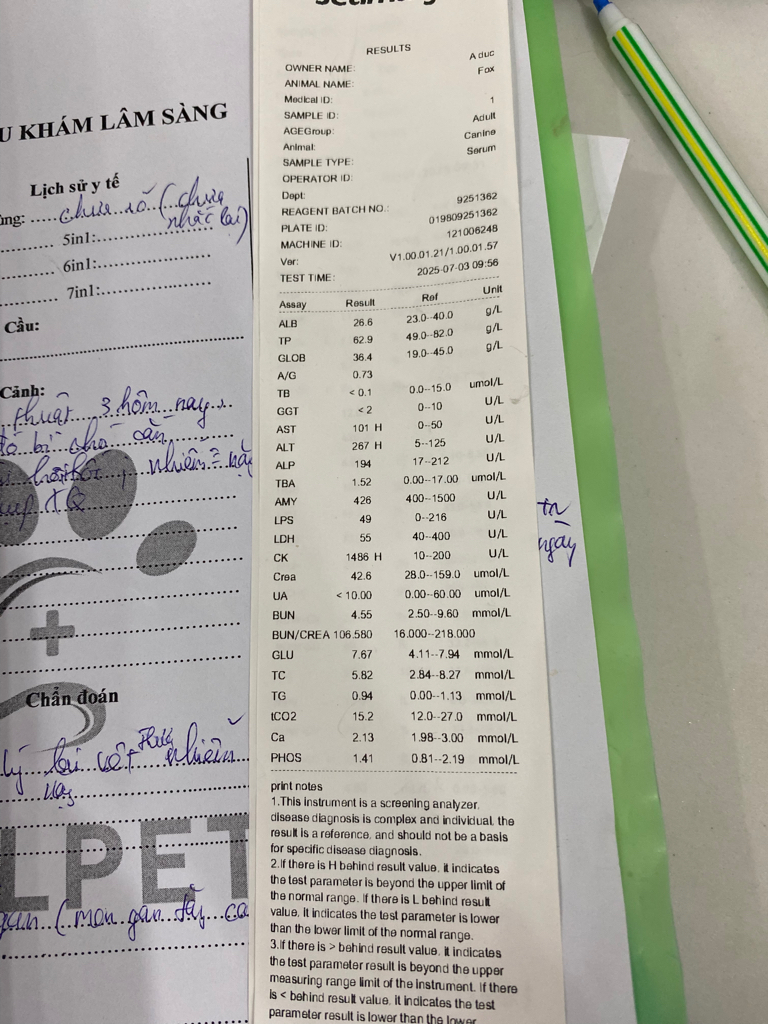 RESULTS
OWNER NAME: A duc
ANIMAL NAME: Fox
Medical ID:
SAMPLE ID: 1
AGEGroup: Adult
Animal: Canine
SAMPLE TYPE: Serum
OPERATOR ID:
Dept:
REAGENT BATCH NO.: 9251362
PLATE ID: 019809251362
MACHINE ID: 121006248
Ver: V1.00.01.21/1.00.01.57
TEST TIME: 2025-07-03 09:56
Assay Result Ref Unit
ALB 26.6 23.0--40.0 g/L
TP 62.9 49.0--82.0 g/L
GLOB 36.4 19.0--45.0 g/L
A/G 0.73
TB < 0.1 0.0--15.0 umol/L
GGT < 2 0--10 U/L
AST 101 H 0--50 U/L
ALT 267 H 5--125 U/L
ALP 194 17--212 U/L
TBA 1.52 0.00--17.00 umol/L
AMY 426 400--1500 U/L
LPS 49 0--216 U/L
LDH 55 40--400 U/L
CK 1486 H 10--200 U/L
Crea 42.6 28.0--159.0 umol/L
UA < 10.00 0.00--60.00 umol/L
BUN 4.55 2.50--9.60 mmol/L
BUN/CREA 106.580 16.000--218.000
GLU 7.67 4.11--7.94 mmol/L
TC 5.82 2.84--8.27 mmol/L
TG 0.94 0.00--1.13 mmol/L
tCO2 15.2 12.0--27.0 mmol/L
Ca 2.13 1.98--3.00 mmol/L
PHOS 1.41 0.81--2.19 mmol/L
print notes
1.This instrument is a screening analyzer,
disease diagnosis is complex and individual, the
result is a reference, and should not be a basis
for specific disease diagnosis.
2.If there is H behind result value, it indicates
the test parameter is beyond the upper limit of
the normal range. If there is L behind result
value, it indicates the test parameter is lower
than the lower limit of the normal range.
3.If there is > behind result value, it indicates
the test parameter result is beyond the upper
measuring range limit of the instrument. If there
is < behind result value, it indicates the test
parameter result is lower than the lower
U KHÁM LÂM SÀNG
Lịch sử y tế
ng: chưa rõ (chưa
nhắc lại)
5in1:
6in1:
7in1:
Cầu:
Cảnh:
thuật 3 hôm nay
bị chó cắn
nhiều
Chẩn đoán
lý lại vết thương nhiễm
LPET
(men gan tăng ca
ngày